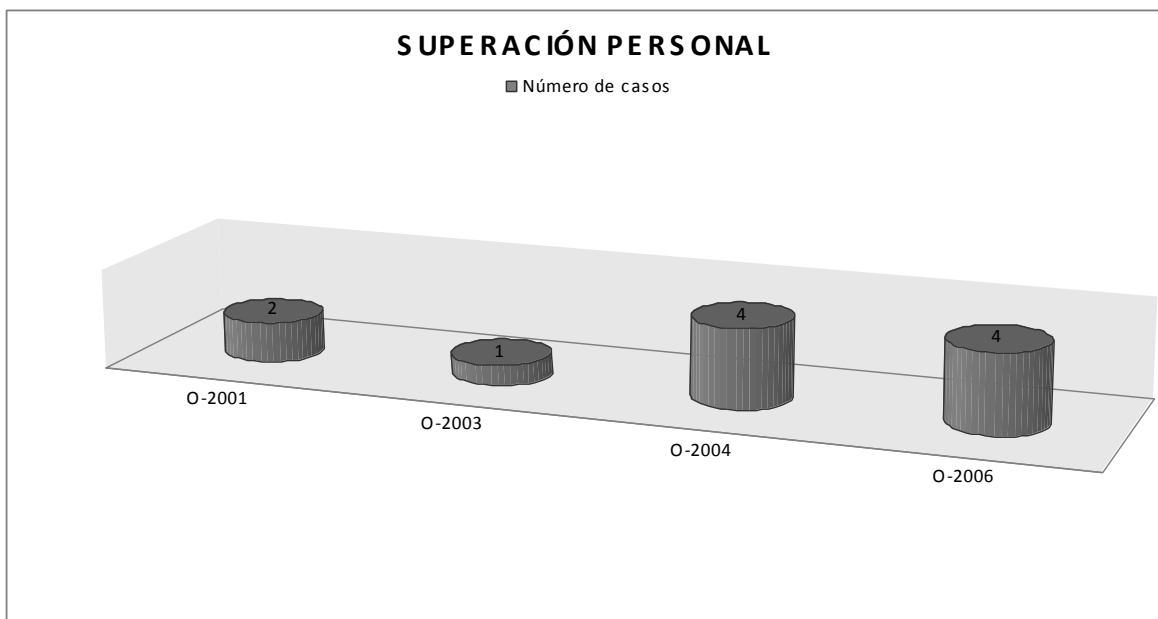 SUPERACIÓN PERSONAL
Número de casos
2
1
4
4
O-2001
O-2003
O-2004
O-2006